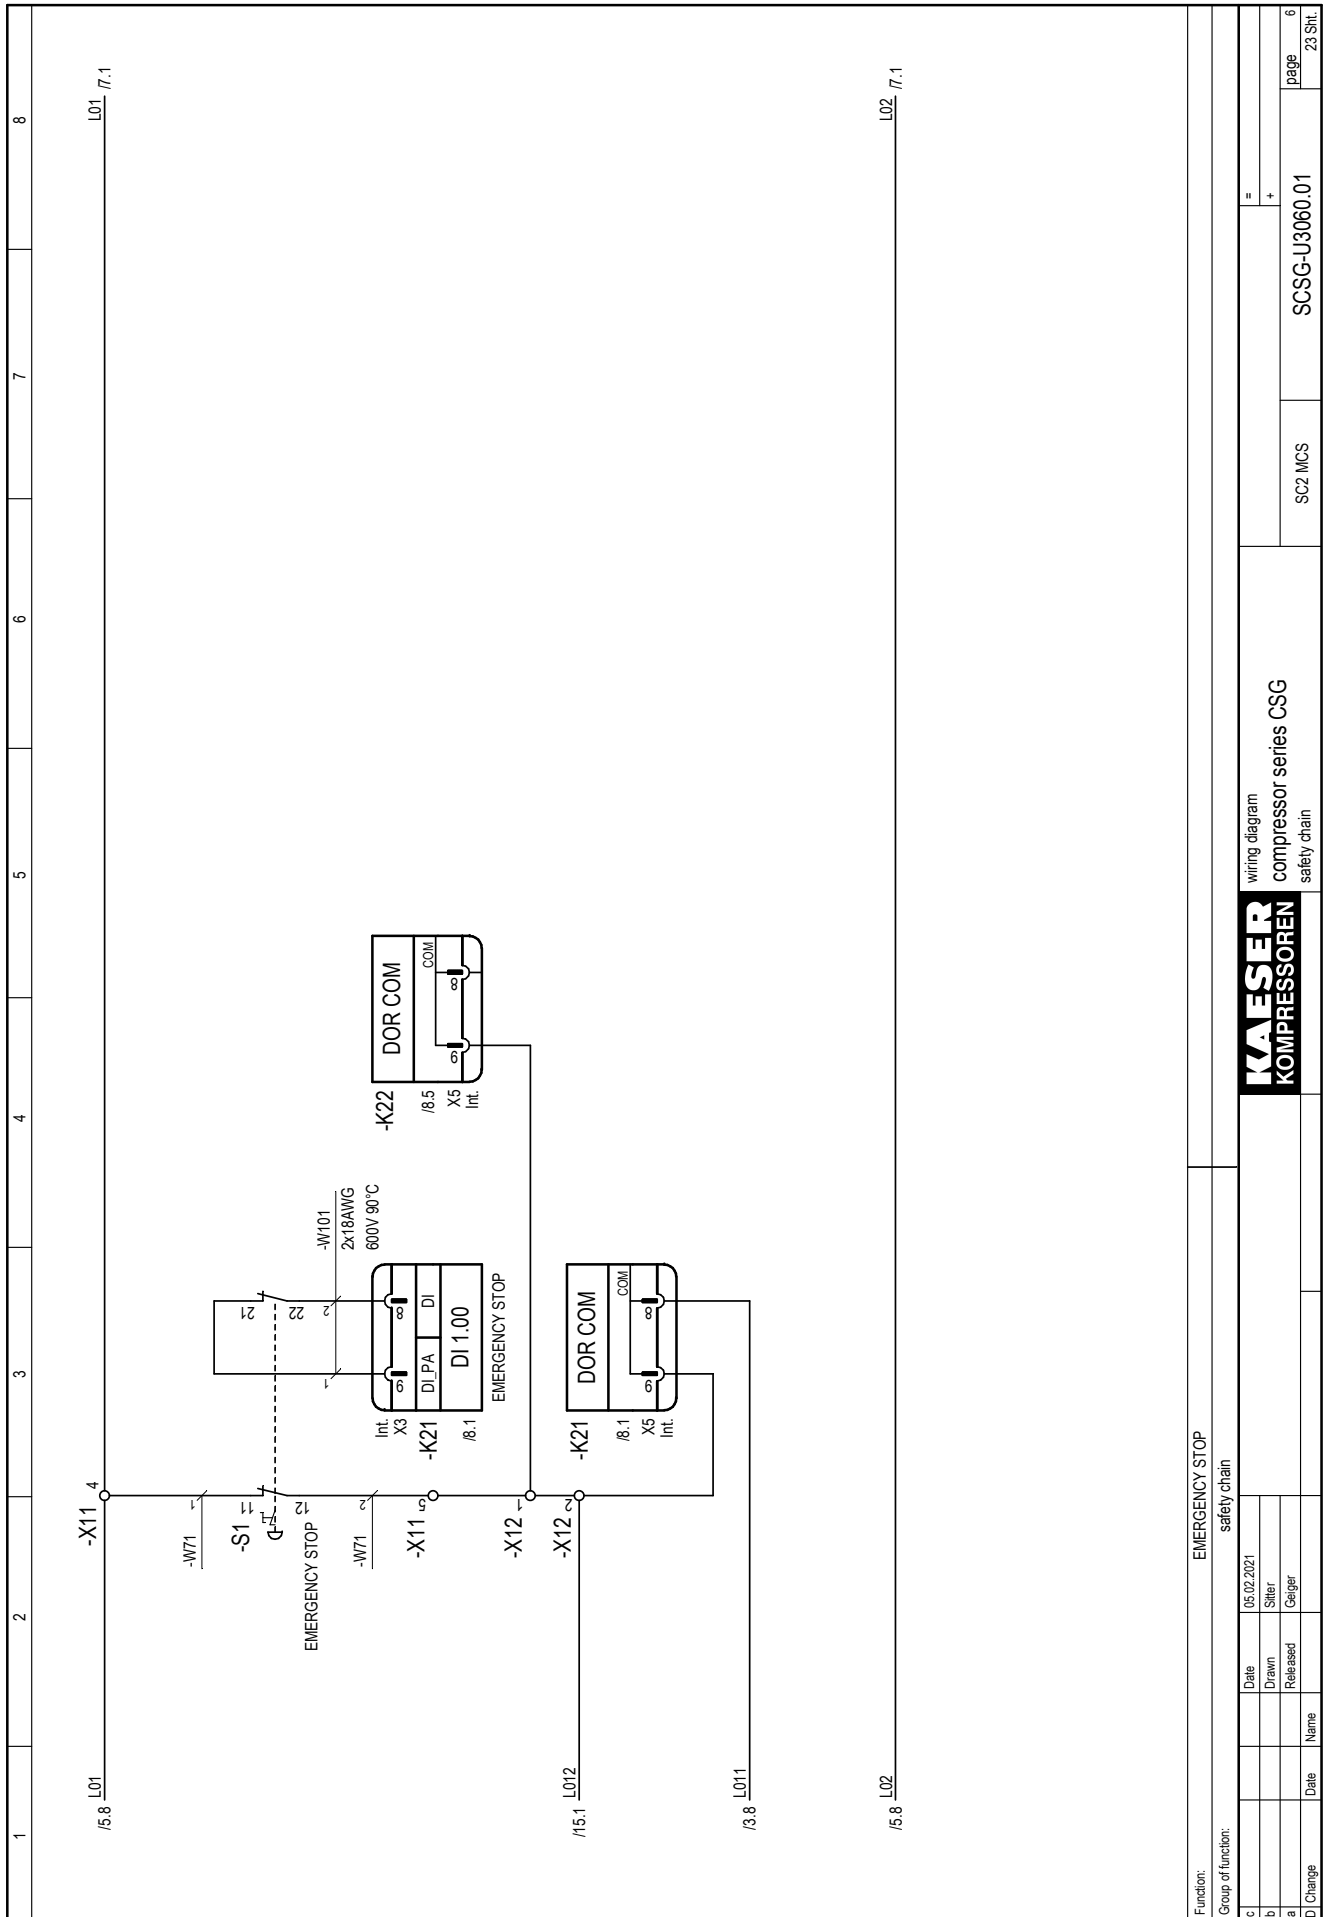 1
2
3
4
5
6
7
8
/5.8 L01
L01 /7.1
-X11
4
-W71
1
-S1
11
12
EMERGENCY STOP
-W71
2
-X11
5
-X12
1
-X12
2
21
22
-W101
2x18AWG
600V 90°C
1
2
Int.
X3
-K21
/8.1
9
8
DI_PA
DI
DI 1.00
EMERGENCY STOP
-K22
/8.5
X5
Int.
DOR COM
COM
9
8
-K21
/8.1
X5
Int.
DOR COM
COM
9
8
/15.1 L012
/3.8 L011
/5.8 L02
L02 /7.1
Function:
EMERGENCY STOP
Group of function:
safety chain
c
b
a
D Change
Date
Name
Date
05.02.2021
Drawn
Sitter
Released
Geiger
KAESER
KOMPRESSOREN
wiring diagram
compressor series CSG
safety chain
SC2 MCS
=
+
SCSG-U3060.01
page 6
23 Sht.